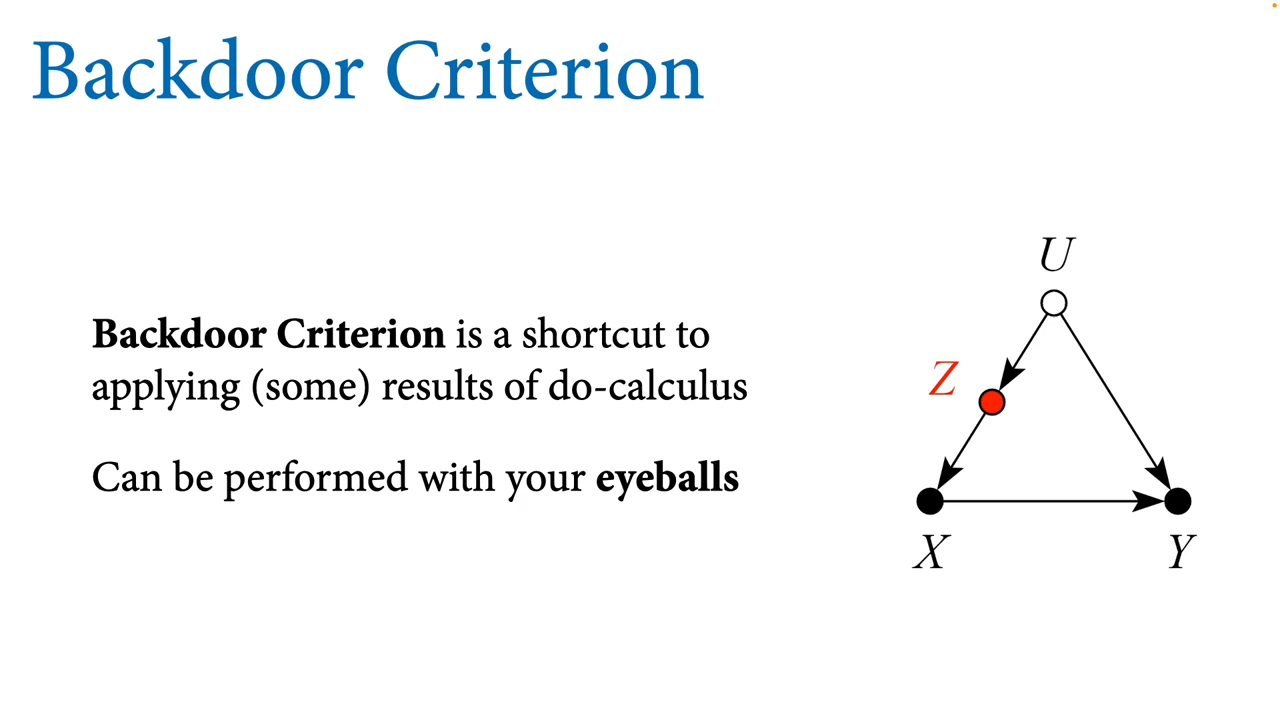 Backdoor Criterion
Backdoor Criterion is a shortcut to
applying (some) results of do-calculus
Can be performed with your eyeballs
U
Z
X
Y